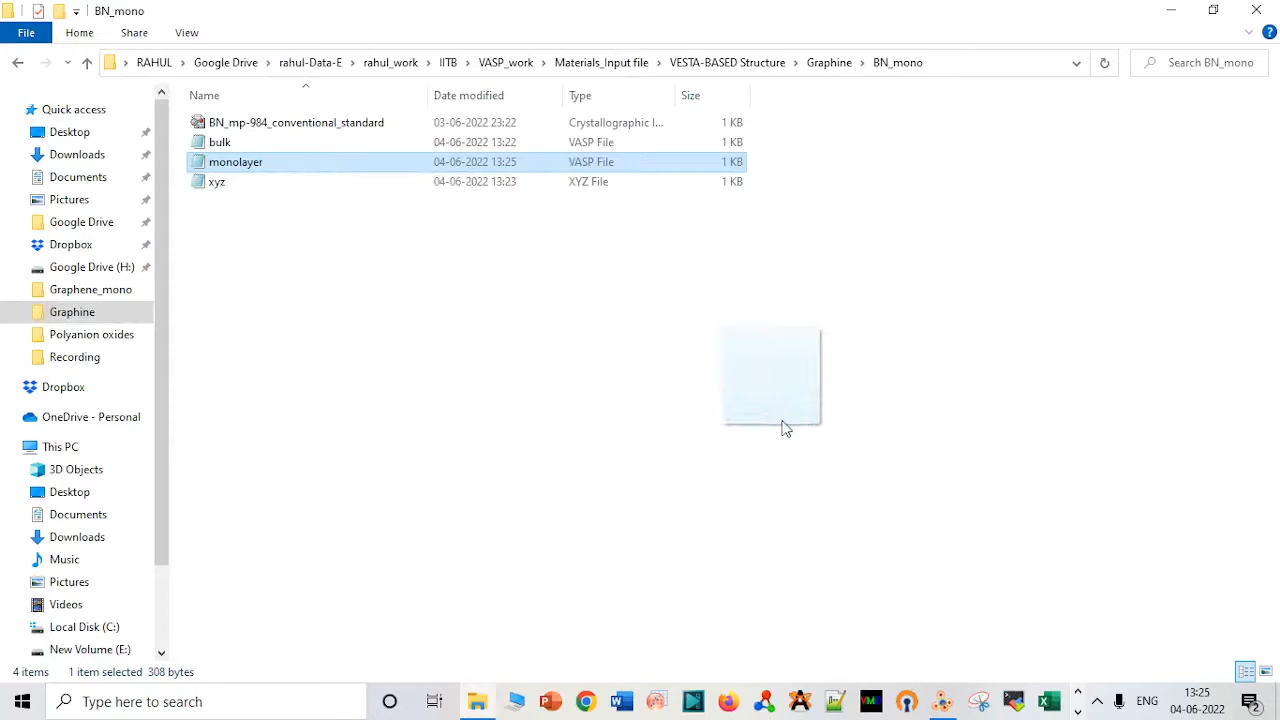 BN_mono
File Home Share View
RAHUL Google Drive rahul-Data-E rahul_work IITB VASP_work Materials_Input file VESTA-BASED Structure Graphine BN_mono Search BN_mono
Name Date modified Type Size
BN_mp-984_conventional_standard 03-06-2022 23:22 Crystallographic I... 1 KB
bulk 04-06-2022 13:22 VASP File 1 KB
monolayer 04-06-2022 13:25 VASP File 1 KB
xyz 04-06-2022 13:23 XYZ File 1 KB
Quick access
Desktop
Downloads
Documents
Pictures
Google Drive
Dropbox
Google Drive (H:)
Graphene_mono
Graphine
Polyanion oxides
Recording
Dropbox
OneDrive - Personal
This PC
3D Objects
Desktop
Documents
Downloads
Music
Pictures
Videos
Local Disk (C:)
New Volume (E:)
4 items 1 item selected 308 bytes
Type here to search
ENG
13:25
04-06-2022
2